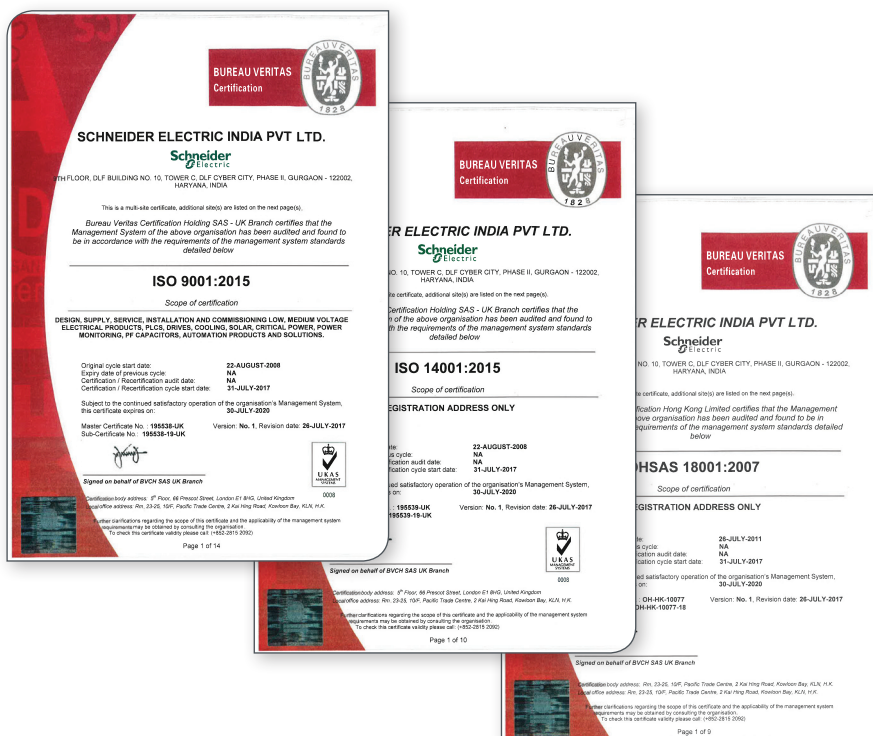 BUREAU VERITAS
Certification
BUREAU VERITAS
1828
SCHNEIDER ELECTRIC INDIA PVT LTD.
Schneider
Electric
FLOOR, DLF BUILDING NO. 10, TOWER C, DLF CYBER CITY, PHASE II, GURGAON - 122002,
HARYANA, INDIA
This is a multi-site certificate, additional site(s) are listed on the next page(s).
Bureau Veritas Certification Holding SAS - UK Branch certifies that the
Management System of the above organisation has been audited and found to
be in accordance with the requirements of the management system standards
detailed below
ISO 9001:2015
Scope of certification
DESIGN, SUPPLY, SERVICE, INSTALLATION AND COMMISSIONING LOW, MEDIUM VOLTAGE
ELECTRICAL PRODUCTS, PLCS, DRIVES, COOLING, SOLAR, CRITICAL POWER, POWER
MONITORING, PF CAPACITORS, AUTOMATION PRODUCTS AND SOLUTIONS.
Original cycle start date: 22-AUGUST-2008
Expiry date of previous cycle: NA
Certification / Recertification audit date: NA
Certification / Recertification cycle start date: 31-JULY-2017
Subject to the continued satisfactory operation of the organisation's Management System,
this certificate expires on: 30-JULY-2020
Master Certificate No. : 195538-UK Version: No. 1, Revision date: 26-JULY-2017
Sub-Certificate No.: 195538-19-UK
UKAS
MANAGEMENT
SYSTEMS
0008
Signed on behalf of BVCH SAS UK Branch
Certification body address: 5th Floor, 66 Prescot Street, London E1 8HG, United Kingdom
Local office address: Rm, 23-25, 10/F, Pacific Trade Centre, 2 Kai Hing Road, Kowloon Bay, KLN, H.K.
Further clarifications regarding the scope of this certificate and the applicability of the management system
requirements may be obtained by consulting the organisation.
To check this certificate validity please call: (+852-2815 2092)
Page 1 of 14
BUREAU VERITAS
Certification
BUREAU VERITAS
1828
ER ELECTRIC INDIA PVT LTD.
Schneider
Electric
NO. 10, TOWER C, DLF CYBER CITY, PHASE II, GURGAON - 122002,
HARYANA, INDIA
te certificate, additional site(s) are listed on the next page(s).
Certification Holding SAS - UK Branch certifies that the
of the above organisation has been audited and found to
th the requirements of the management system standards
detailed below
ISO 14001:2015
Scope of certification
EGISTRATION ADDRESS ONLY
22-AUGUST-2008
us cycle: NA
fication audit date: NA
fication cycle start date: 31-JULY-2017
ued satisfactory operation of the organisation's Management System,
on: 30-JULY-2020
: 195539-UK Version: No. 1, Revision date: 26-JULY-2017
195539-19-UK
UKAS
MANAGEMENT
SYSTEMS
0008
Signed on behalf of BVCH SAS UK Branch
Certification body address: 5th Floor, 66 Prescot Street, London E1 8HG, United Kingdom
Local office address: Rm. 23-25, 10/F, Pacific Trade Centre, 2 Kai Hing Road, Kowloon Bay, KLN, H.K.
Further clarifications regarding the scope of this certificate and the applicability of the management system
requirements may be obtained by consulting the organisation.
To check this certificate validity please call: (+852-2815 2092)
Page 1 of 10
BUREAU VERITAS
Certification
BUREAU VERITAS
1828
ER ELECTRIC INDIA PVT LTD.
Schneider
Electric
NO. 10, TOWER C, DLF CYBER CITY, PHASE II, GURGAON - 122002,
HARYANA, INDIA
te certificate, additional site(s) are listed on the next page(s).
fication Hong Kong Limited certifies that the Management
ove organisation has been audited and found to be in
equirements of the management system standards detailed
below
OHSAS 18001:2007
Scope of certification
EGISTRATION ADDRESS ONLY
26-JULY-2011
s cycle: NA
cation audit date: NA
cation cycle start date: 31-JULY-2017
ed satisfactory operation of the organisation's Management System,
on: 30-JULY-2020
: OH-HK-10077 Version: No. 1, Revision date: 26-JULY-2017
OH-HK-10077-18
Signed on behalf of BVCH SAS UK Branch
Certification body address: Rm, 23-25, 10/F, Pacific Trade Centre, 2 Kai Hing Road, Kowloon Bay, KLN, H.K.
Local office address: Rm, 23-25, 10/F, Pacific Trade Centre, 2 Kai Hing Road, Kowloon Bay, KLN, H.K.
Further clarifications regarding the scope of this certificate and the applicability of the management system
requirements may be obtained by consulting the organisation.
To check this certificate validity please call: (+852-2815 2092)
Page 1 of 9